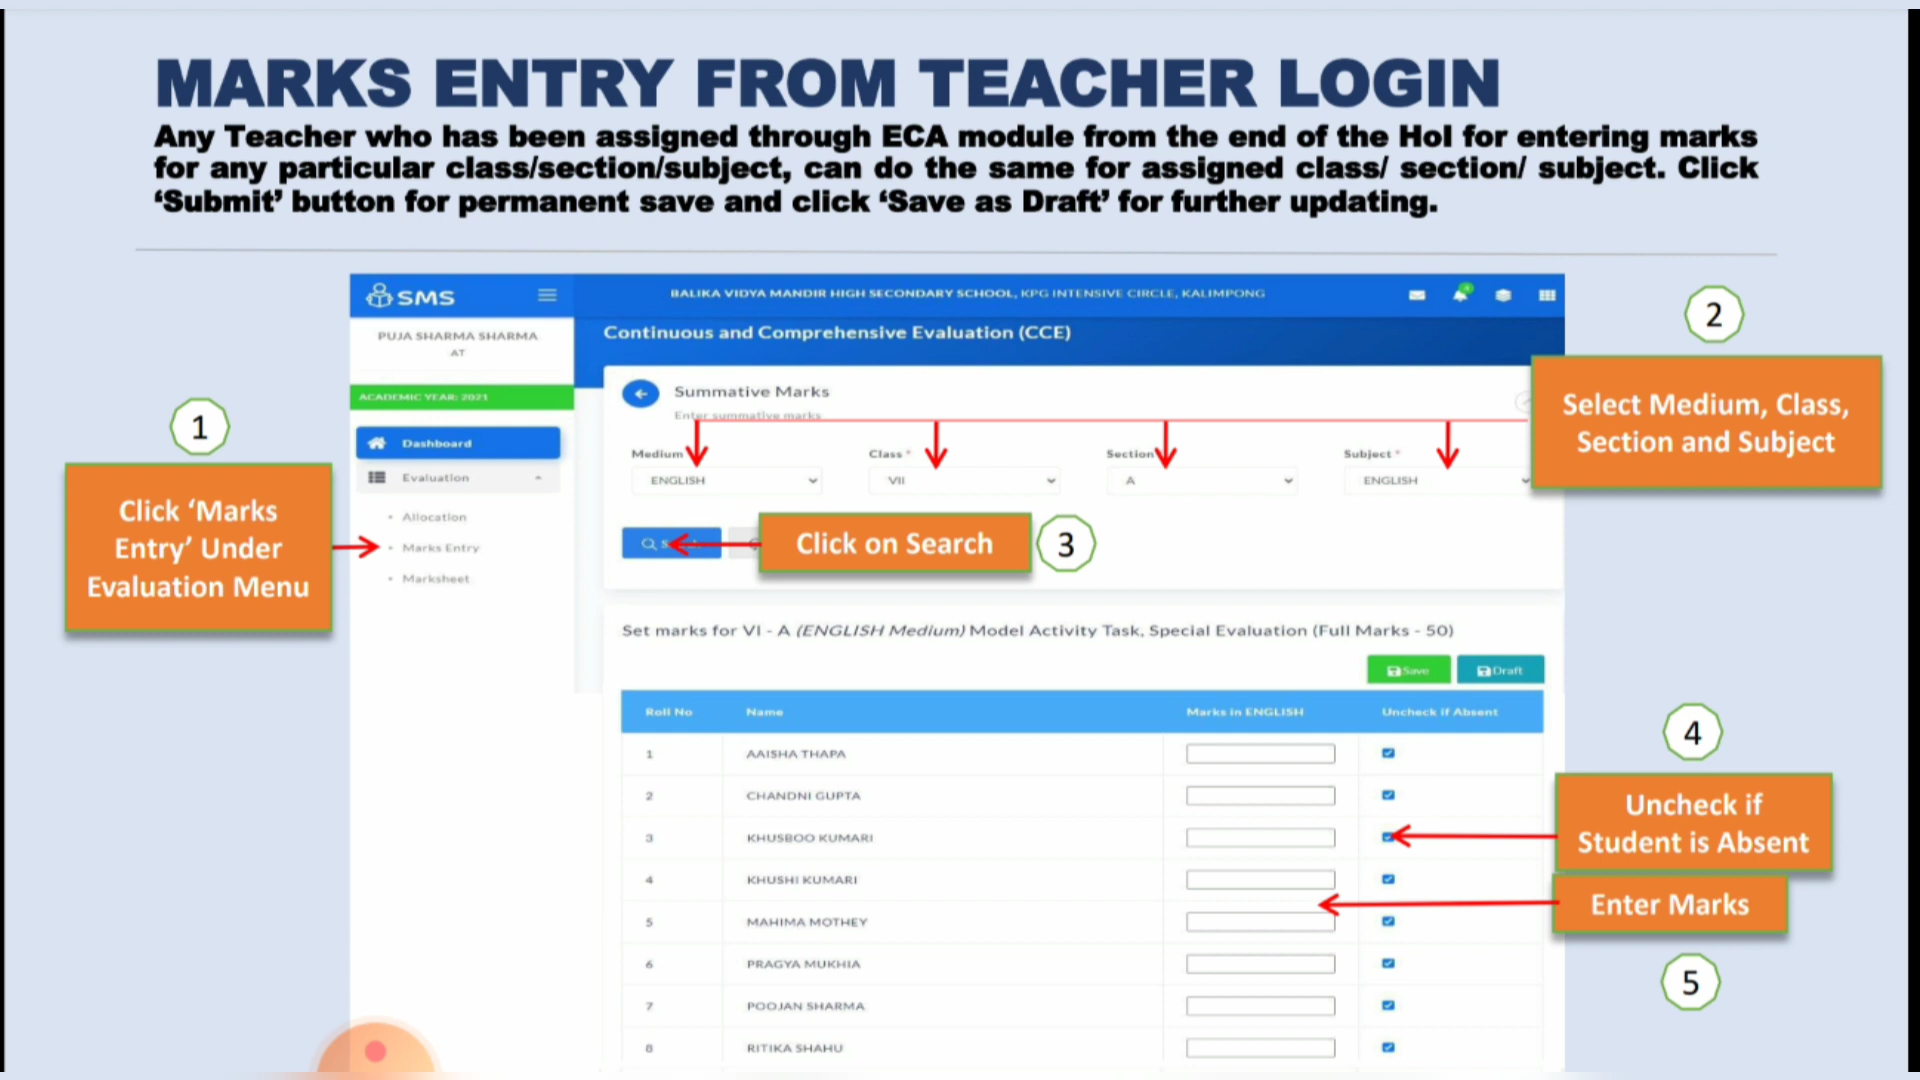 MARKS ENTRY FROM TEACHER LOGIN
Any Teacher who has been assigned through ECA module from the end of the HoI for entering marks
for any particular class/section/subject, can do the same for assigned class/ section/ subject. Click
‘Submit’ button for permanent save and click ‘Save as Draft’ for further updating.
SMS
BALIKA VIDYA MANDIR HIGH SECONDARY SCHOOL, KPG INTENSIVE CIRCLE, KALIMPONG
PUJA SHARMA SHARMA
AT
ACADEMIC YEAR: 2021
Dashboard
Evaluation
Allocation
Marks Entry
Marksheet
1
Click ‘Marks
Entry’ Under
Evaluation Menu
Continuous and Comprehensive Evaluation (CCE)
Summative Marks
Enter summative marks
Medium Class * Section Subject *
ENGLISH VII A ENGLISH
2
Select Medium, Class,
Section and Subject
Click on Search
3
Set marks for VI - A (ENGLISH Medium) Model Activity Task, Special Evaluation (Full Marks - 50)
Save Draft
Roll No Name Marks in ENGLISH Uncheck if Absent
1 AAISHA THAPA
2 CHANDNI GUPTA
3 KHUSBOO KUMARI
4 KHUSHI KUMARI
5 MAHIMA MOTHEY
6 PRAGYA MUKHIA
7 POOJAN SHARMA
8 RITIKA SHAHU
4
Uncheck if
Student is Absent
Enter Marks
5